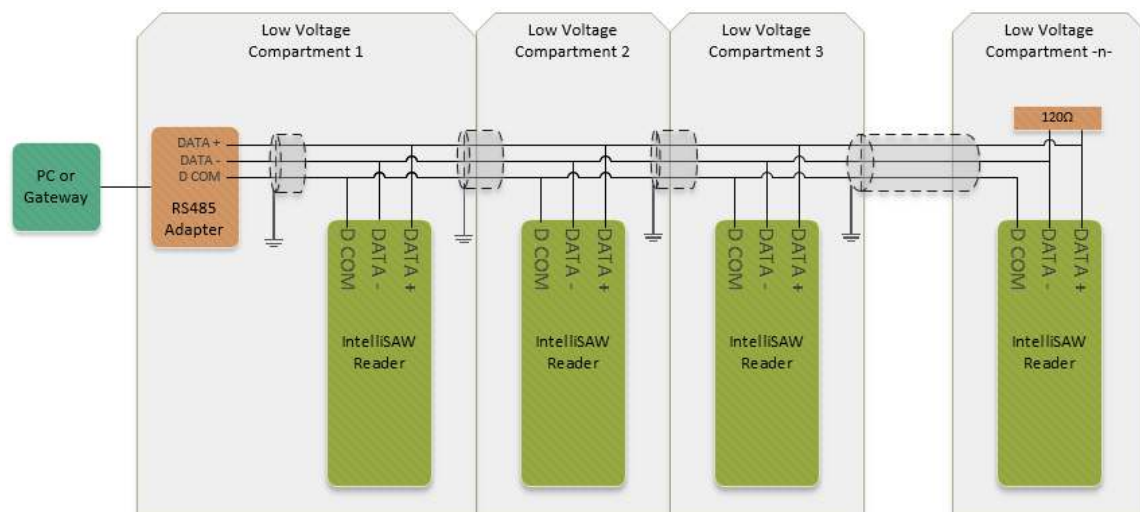 Low Voltage
Compartment 1
Low Voltage
Compartment 2
Low Voltage
Compartment 3
Low Voltage
Compartment -n-
120Ω
PC or
Gateway
DATA +
DATA -
D COM
RS485
Adapter
D COM
DATA -
DATA +
IntelliSAW
Reader
D COM
DATA -
DATA +
IntelliSAW
Reader
D COM
DATA -
DATA +
IntelliSAW
Reader
D COM
DATA -
DATA +
IntelliSAW
Reader